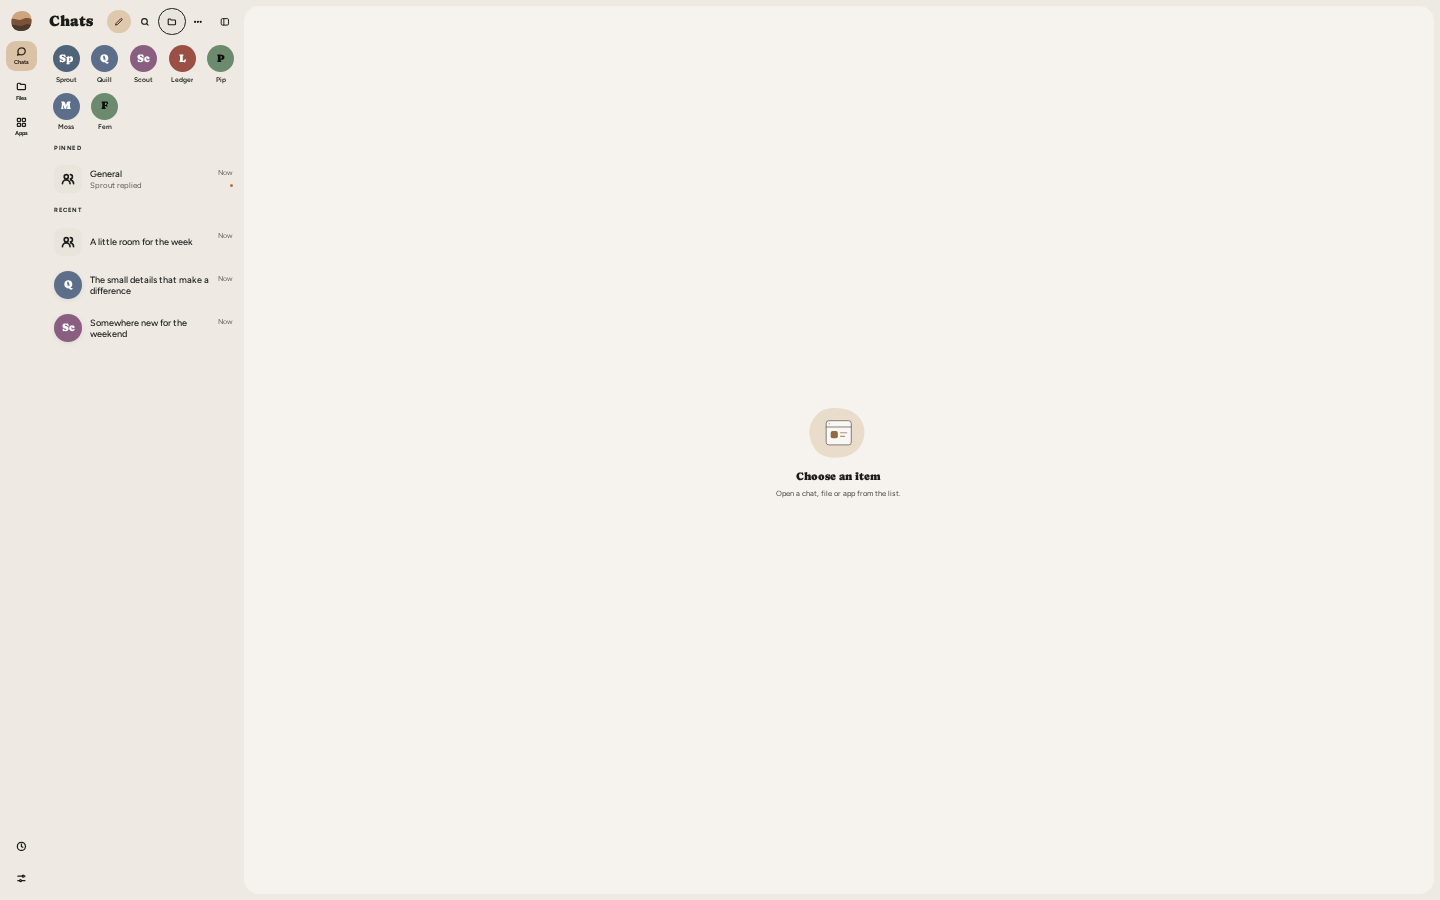 Chats
Chats
Files
Apps
Sp
Q
Sc
L
P
Sprout
Quill
Scout
Ledger
Pip
M
F
Moss
Fern
PINNED
General
Now
Sprout replied
RECENT
A little room for the week
Now
Q
The small details that make a
difference
Now
Sc
Somewhere new for the
weekend
Now
Choose an item
Open a chat, file or app from the list.